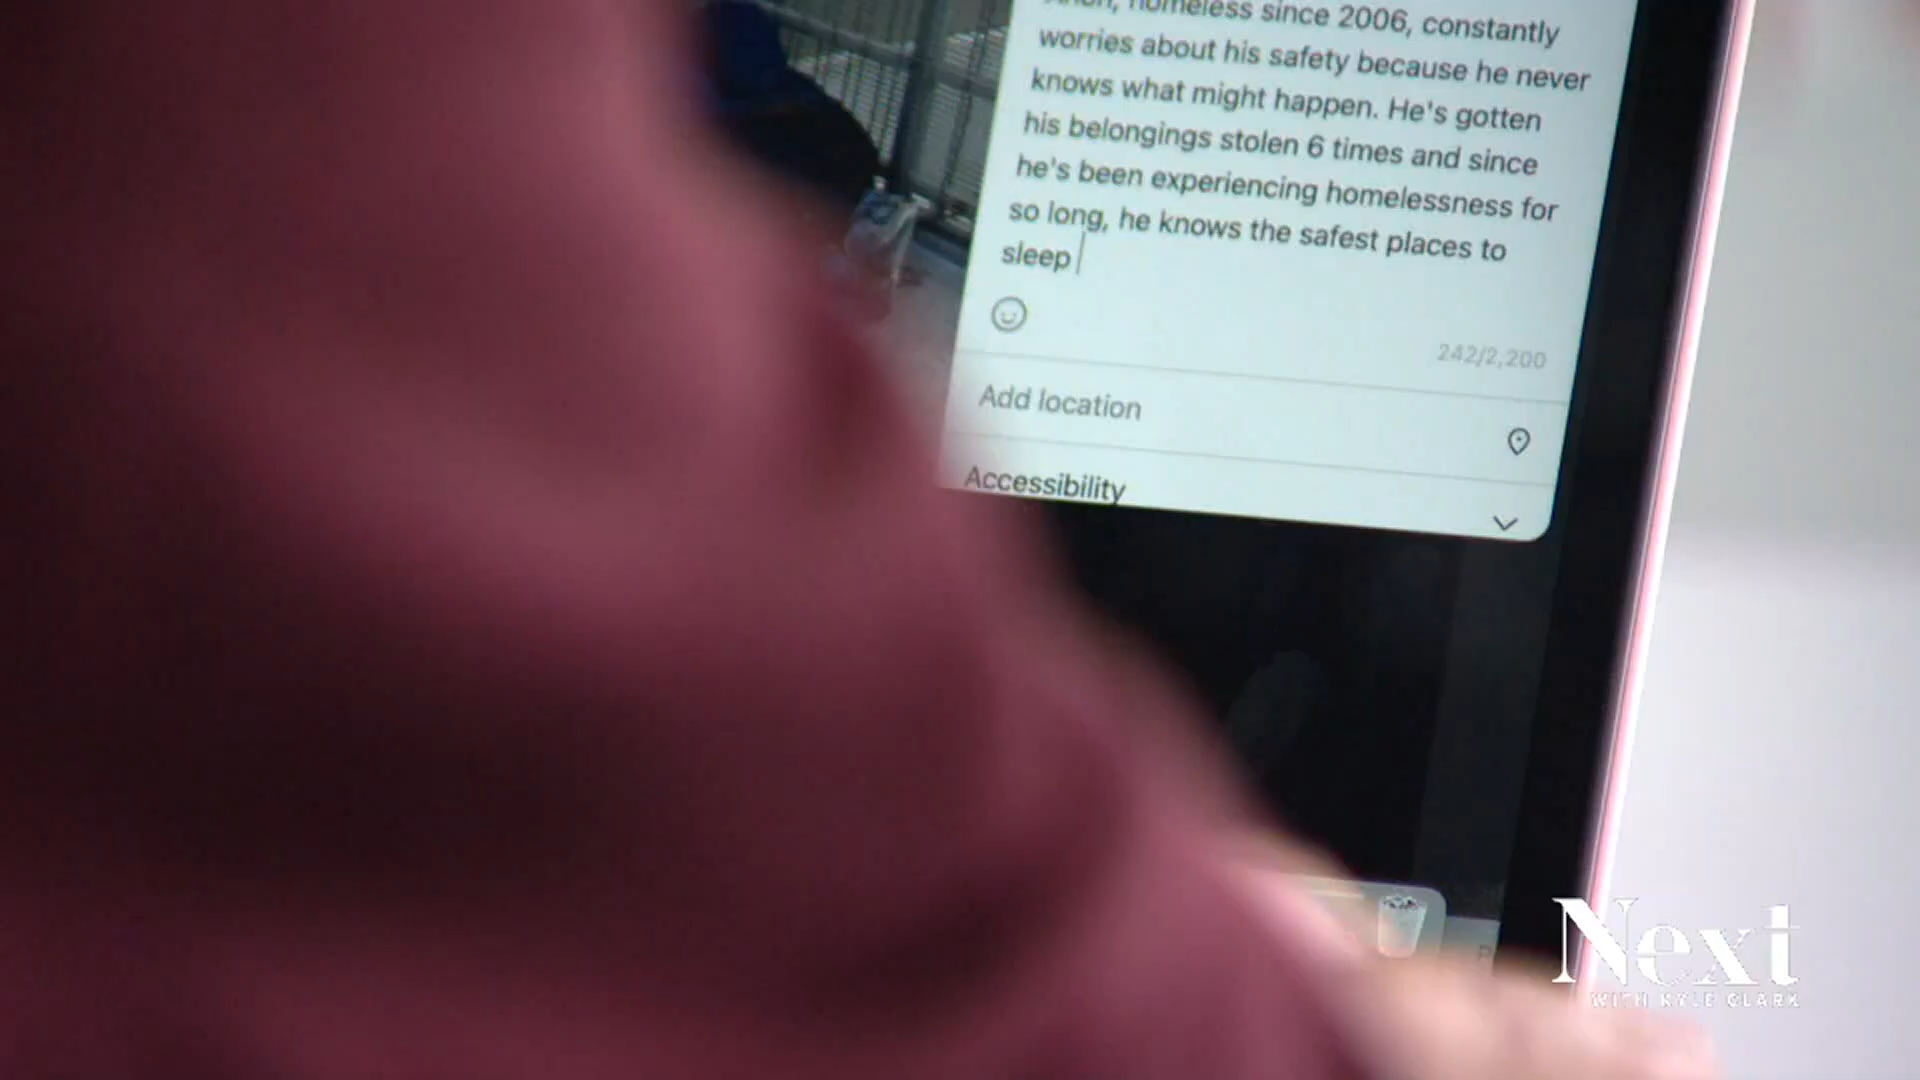 homeless since 2006, constantly
worries about his safety because he never
knows what might happen. He's gotten
his belongings stolen 6 times and since
he's been experiencing homelessness for
so long, he knows the safest places to
sleep
242/2,200
Add location
Accessibility
Next
WITH KYLE CLARK